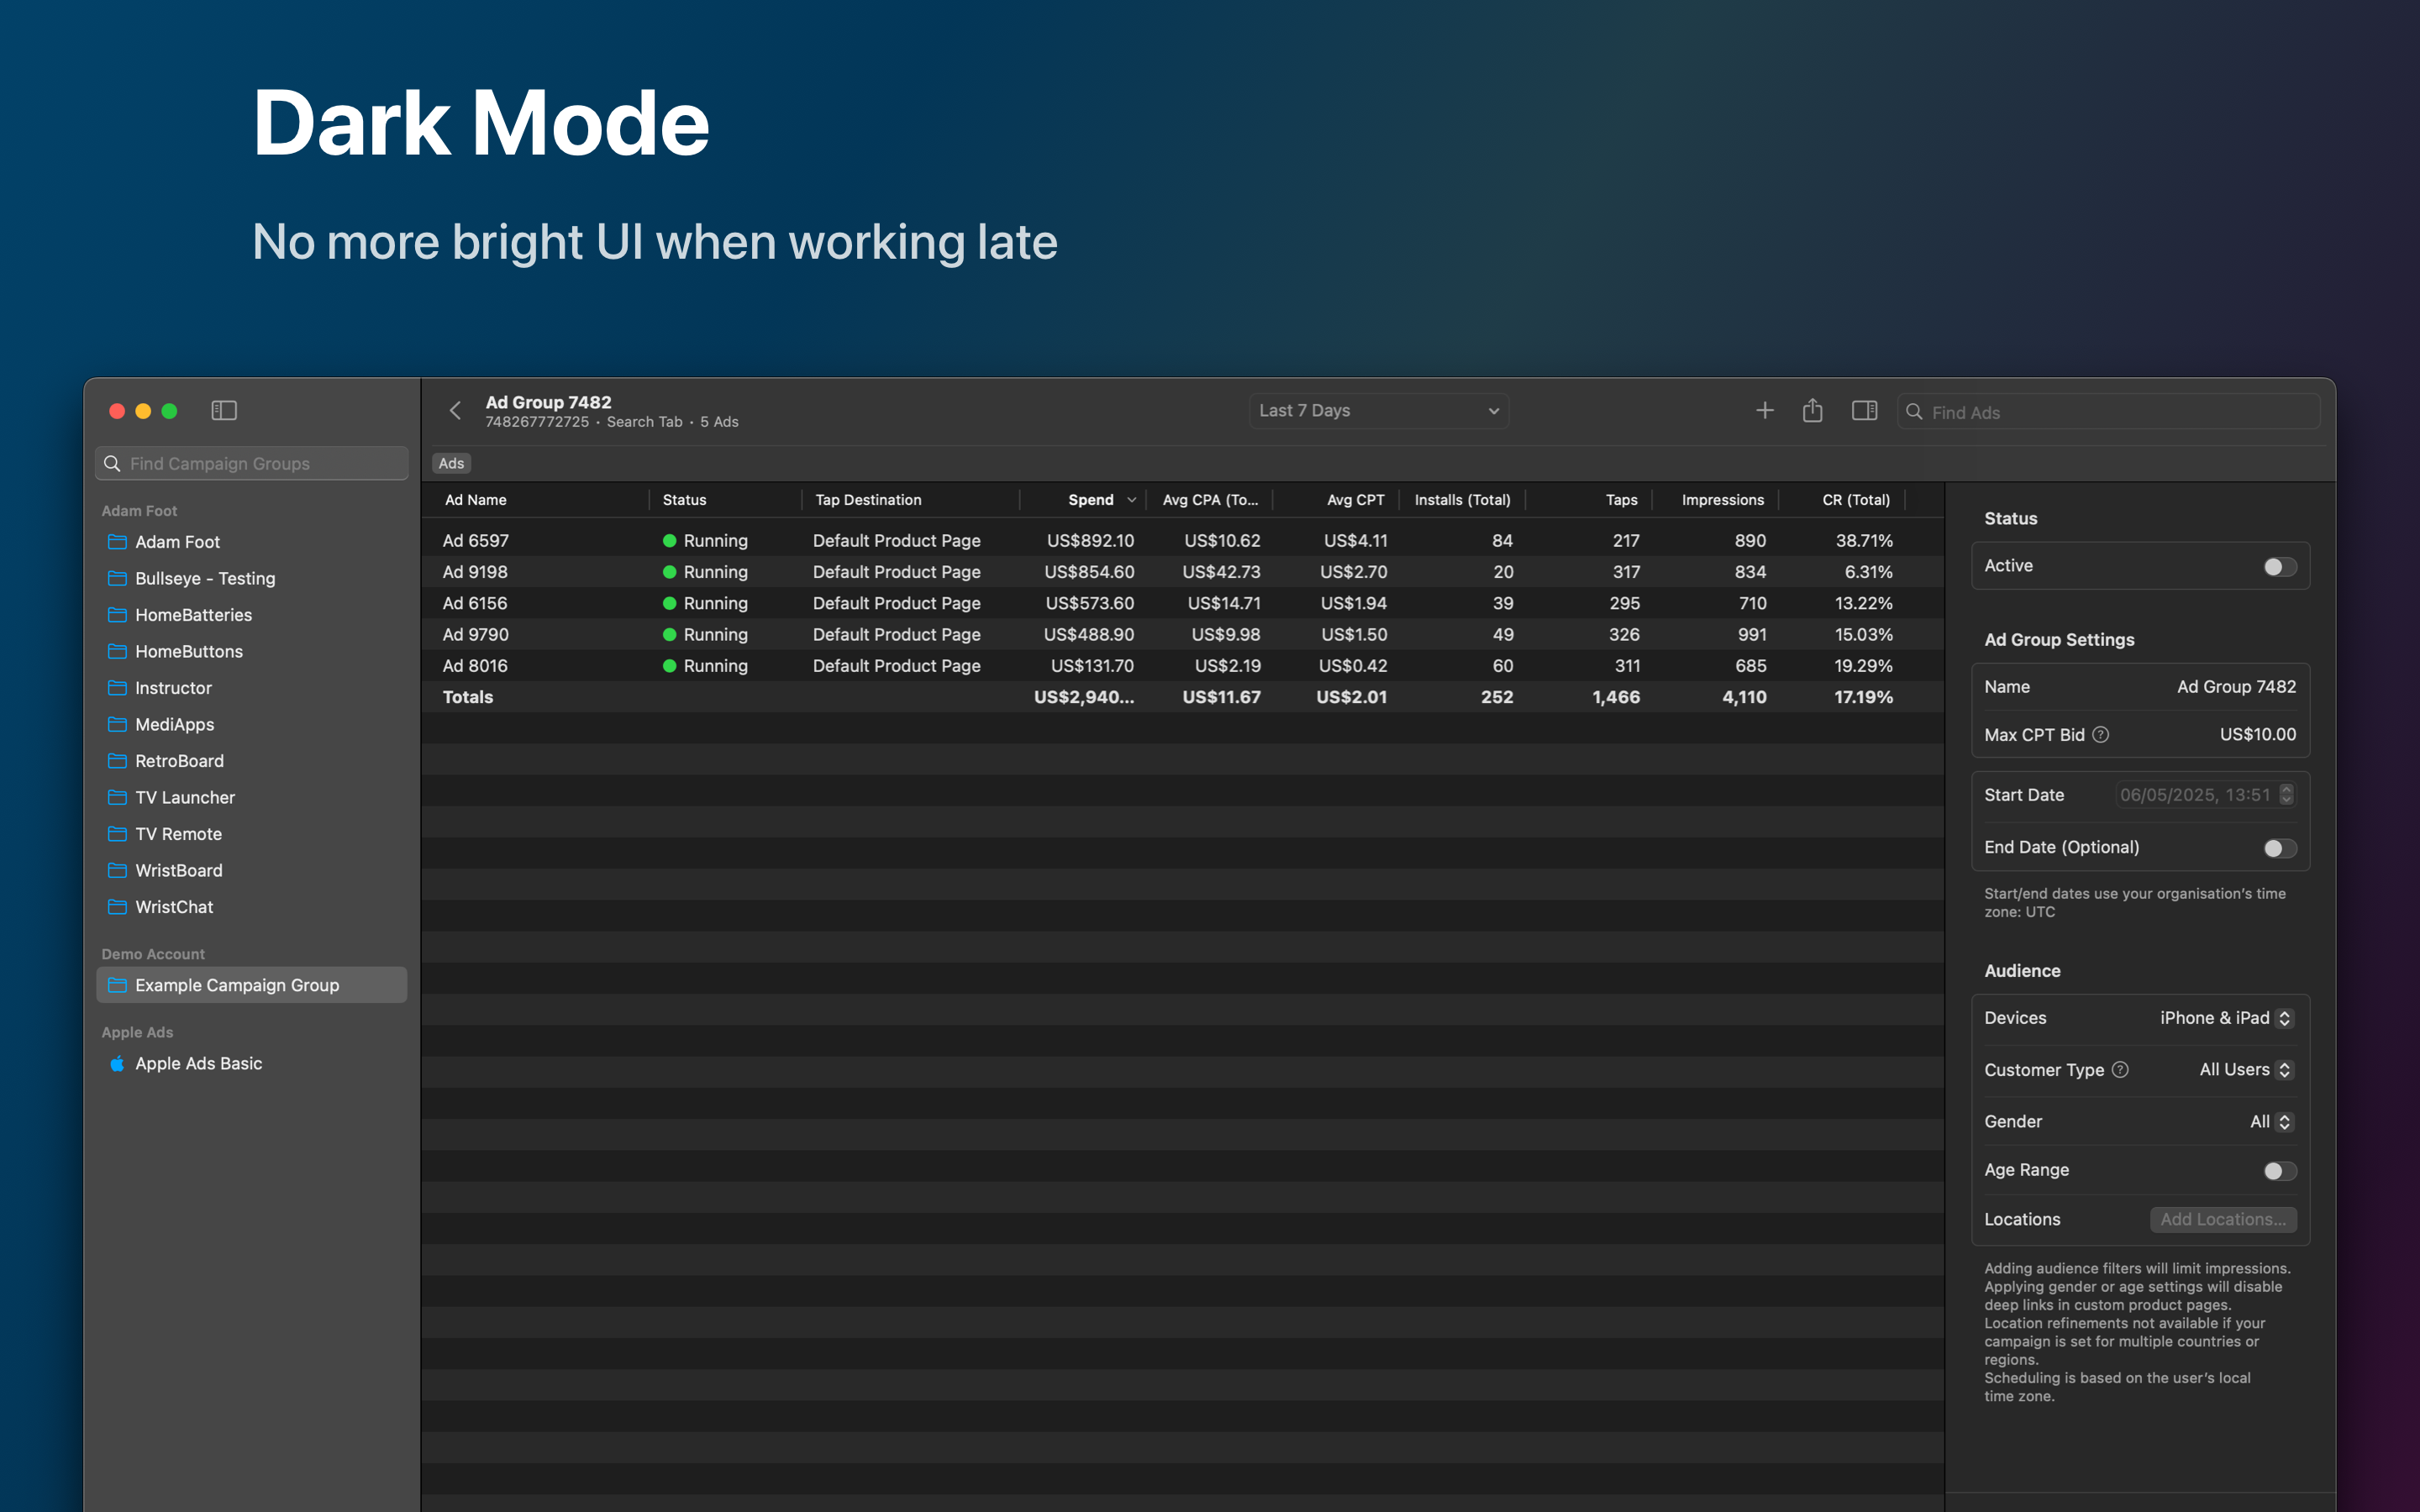 Dark Mode
No more bright UI when working late
Find Campaign Groups
Adam Foot
Adam Foot
Bullseye - Testing
HomeBatteries
HomeButtons
Instructor
MediApps
RetroBoard
TV Launcher
TV Remote
WristBoard
WristChat
Demo Account
Example Campaign Group
Apple Ads
Apple Ads Basic
Ad Group 7482
748267772725 • Search Tab • 5 Ads
Last 7 Days
Find Ads
Ads
Ad Name Status Tap Destination Spend Avg CPA (To... Avg CPT Installs (Total) Taps Impressions CR (Total)
Ad 6597 Running Default Product Page US$892.10 US$10.62 US$4.11 84 217 890 38.71%
Ad 9198 Running Default Product Page US$854.60 US$42.73 US$2.70 20 317 834 6.31%
Ad 6156 Running Default Product Page US$573.60 US$14.71 US$1.94 39 295 710 13.22%
Ad 9790 Running Default Product Page US$488.90 US$9.98 US$1.50 49 326 991 15.03%
Ad 8016 Running Default Product Page US$131.70 US$2.19 US$0.42 60 311 685 19.29%
Totals US$2,940... US$11.67 US$2.01 252 1,466 4,110 17.19%
Status
Active
Ad Group Settings
Name Ad Group 7482
Max CPT Bid ? US$10.00
Start Date 06/05/2025, 13:51
End Date (Optional)
Start/end dates use your organisation's time
zone: UTC
Audience
Devices iPhone & iPad
Customer Type ? All Users
Gender All
Age Range
Locations Add Locations...
Adding audience filters will limit impressions.
Applying gender or age settings will disable
deep links in custom product pages.
Location refinements not available if your
campaign is set for multiple countries or
regions.
Scheduling is based on the user's local
time zone.